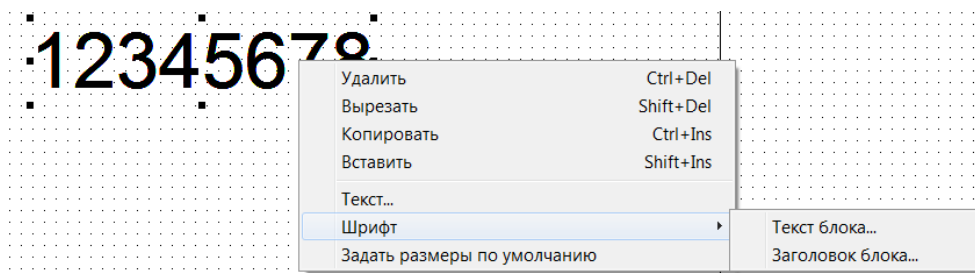 12345678
Удалить Ctrl+Del
Вырезать Shift+Del
Копировать Ctrl+Ins
Вставить Shift+Ins
Текст...
Шрифт
Текст блока...
Задать размеры по умолчанию
Заголовок блока...